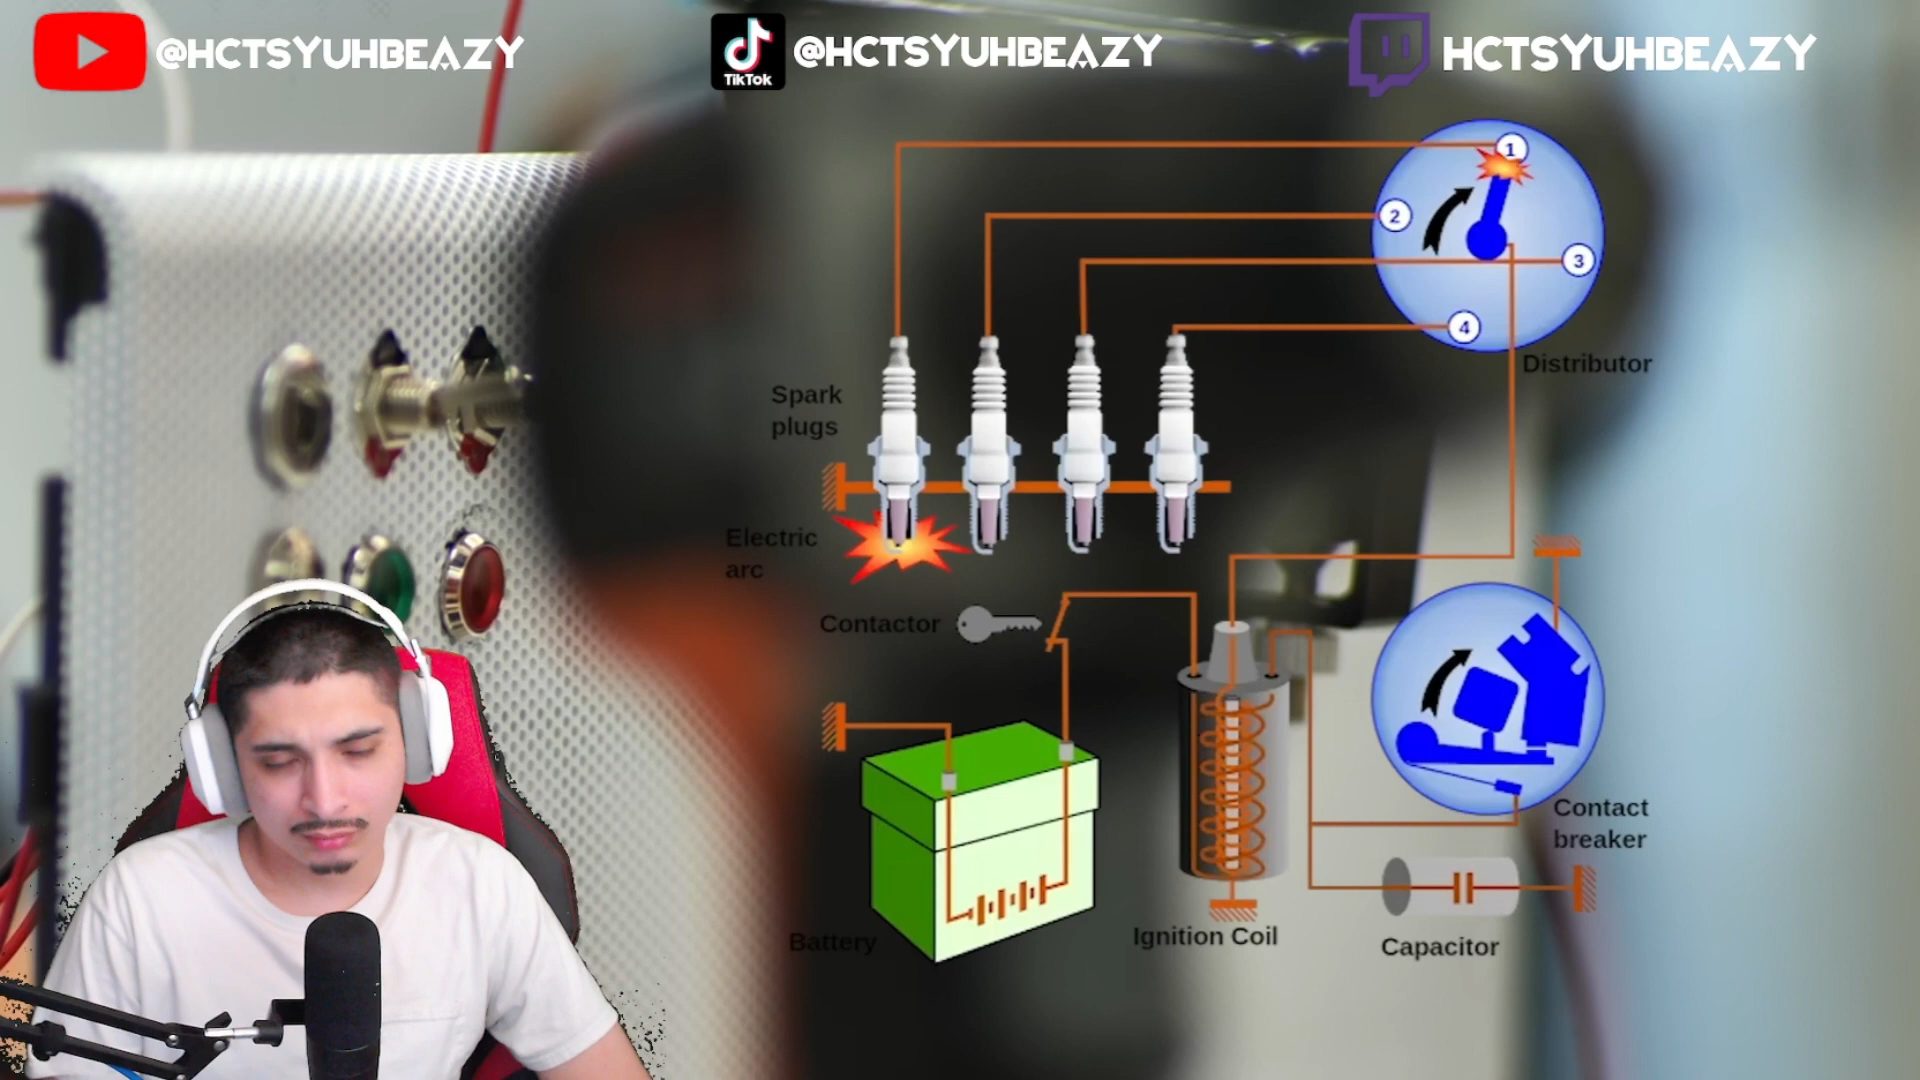 @HCTSYUHBEAZY
TikTok
@HCTSYUHBEAZY
HCTSYUHBEAZY
1
2
3
4
Distributor
Spark
plugs
Electric
arc
Contactor
Contact
breaker
Battery
Ignition Coil
Capacitor